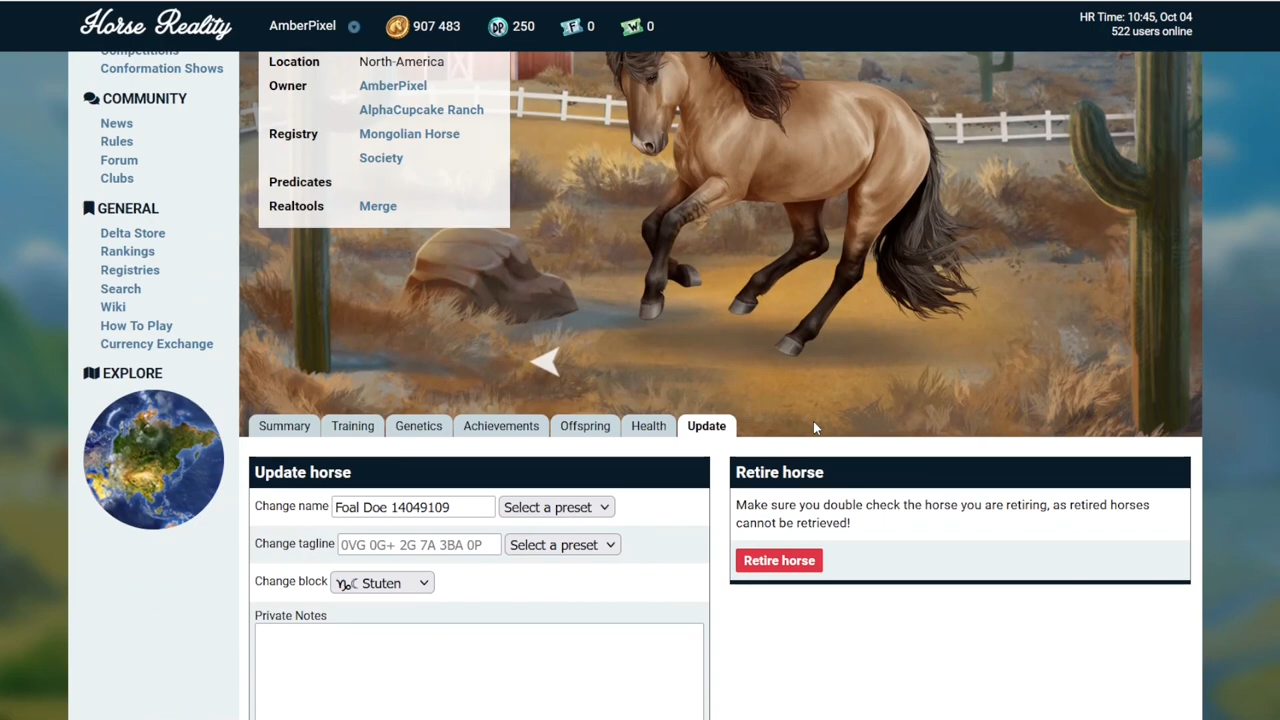 Horse Reality
AmberPixel
907 483
DP 250
F 0
W 0
HR Time: 10:45, Oct 04
522 users online
Competitions
Conformation Shows
COMMUNITY
News
Rules
Forum
Clubs
GENERAL
Delta Store
Rankings
Registries
Search
Wiki
How To Play
Currency Exchange
EXPLORE
Location North-America
Owner AmberPixel
AlphaCupcake Ranch
Registry Mongolian Horse
Society
Predicates
Realtools Merge
Summary Training Genetics Achievements Offspring Health Update
Update horse
Change name Foal Doe 14049109 Select a preset
Change tagline 0VG 0G+ 2G 7A 3BA 0P Select a preset
Change block ♑☾ Stuten
Private Notes
Retire horse
Make sure you double check the horse you are retiring, as retired horses
cannot be retrieved!
Retire horse